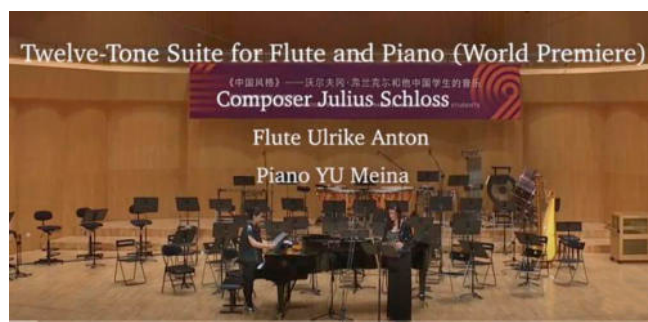 Twelve-Tone Suite for Flute and Piano (World Premiere)
《中国风格》——沃尔夫冈·弗兰克尔和他中国学生的音乐
Composer Julius Schloss
Flute Ulrike Anton
Piano YU Meina